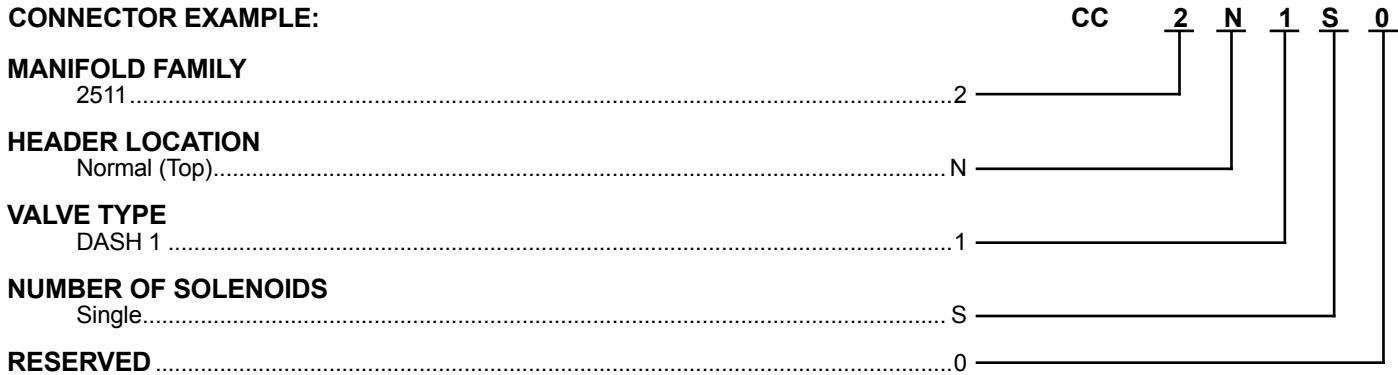 CONNECTOR EXAMPLE: CC 2 N 1 S 0
MANIFOLD FAMILY
2511..........................................................................................................................2
HEADER LOCATION
Normal (Top)................................................................................................................. N
VALVE TYPE
DASH 1 .........................................................................................................................1
NUMBER OF SOLENOIDS
Single............................................................................................................................ S
RESERVED ...........................................................................................................................0